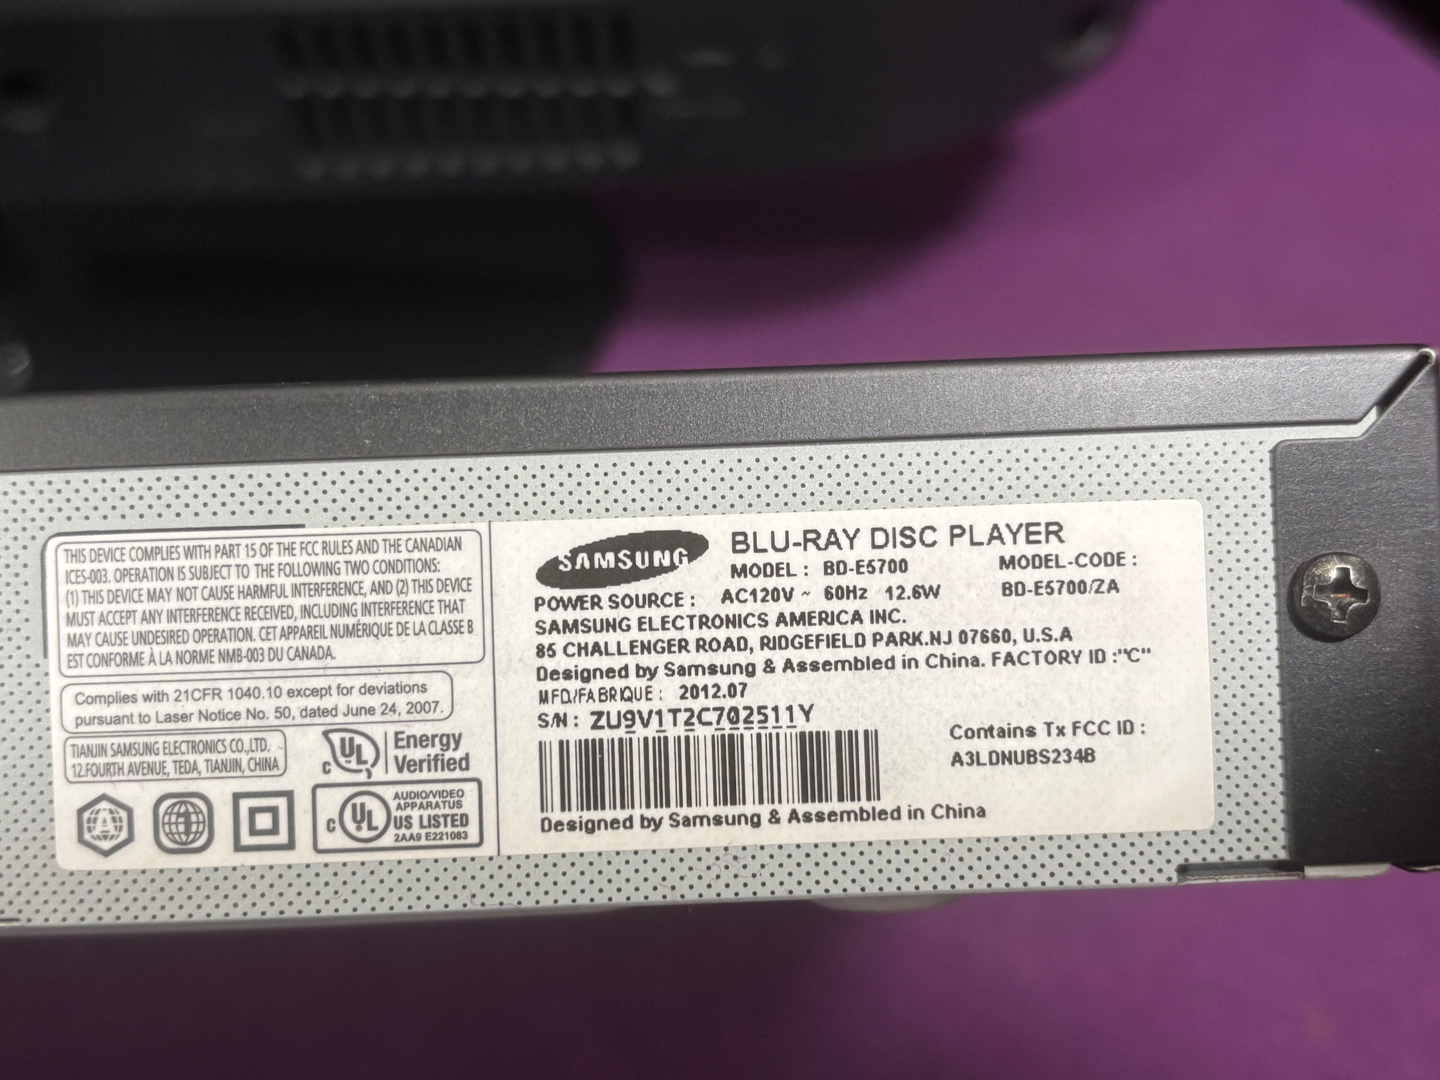 THIS DEVICE COMPLIES WITH PART 15 OF THE FCC RULES AND THE CANADIAN
ICES-003. OPERATION IS SUBJECT TO THE FOLLOWING TWO CONDITIONS:
(1) THIS DEVICE MAY NOT CAUSE HARMFUL INTERFERENCE, AND (2) THIS DEVICE
MUST ACCEPT ANY INTERFERENCE RECEIVED, INCLUDING INTERFERENCE THAT
MAY CAUSE UNDESIRED OPERATION. CET APPAREIL NUMÉRIQUE DE LA CLASSE B
EST CONFORME À LA NORME NMB-003 DU CANADA.
Complies with 21CFR 1040.10 except for deviations
pursuant to Laser Notice No. 50, dated June 24, 2007.
TIANJIN SAMSUNG ELECTRONICS CO.,LTD.
12.FOURTH AVENUE, TEDA, TIANJIN, CHINA
c UL Energy
Verified
c UL AUDIO/VIDEO
APPARATUS
US LISTED
2AA9 E221063
SAMSUNG BLU-RAY DISC PLAYER
MODEL : BD-E5700 MODEL-CODE :
POWER SOURCE : AC120V ~ 60Hz 12.6W BD-E5700/ZA
SAMSUNG ELECTRONICS AMERICA INC.
85 CHALLENGER ROAD, RIDGEFIELD PARK.NJ 07660, U.S.A
Designed by Samsung & Assembled in China. FACTORY ID :"C"
MFD/FABRIQUE : 2012.07
S/N : ZU9V1T2C702511Y
Contains Tx FCC ID :
A3LDNUBS234B
Designed by Samsung & Assembled in China